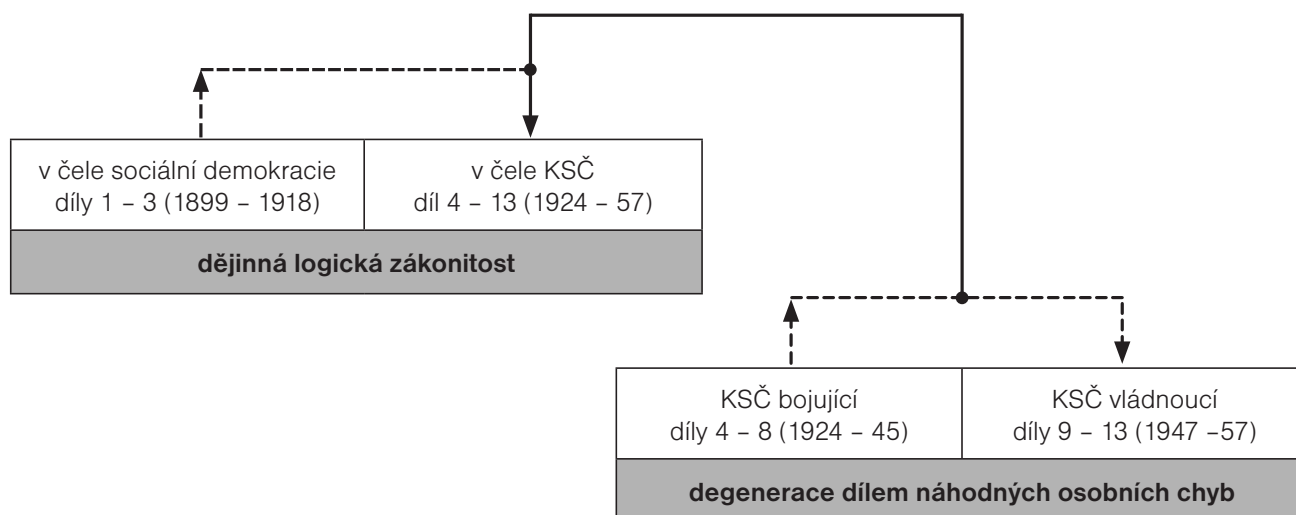 v čele sociální demokracie
díly 1 – 3 (1899 – 1918)
v čele KSČ
díl 4 – 13 (1924 – 57)
dějinná logická zákonitost
KSČ bojující
díly 4 – 8 (1924 – 45)
KSČ vládnoucí
díly 9 – 13 (1947 –57)
degenerace dílem náhodných osobních chyb